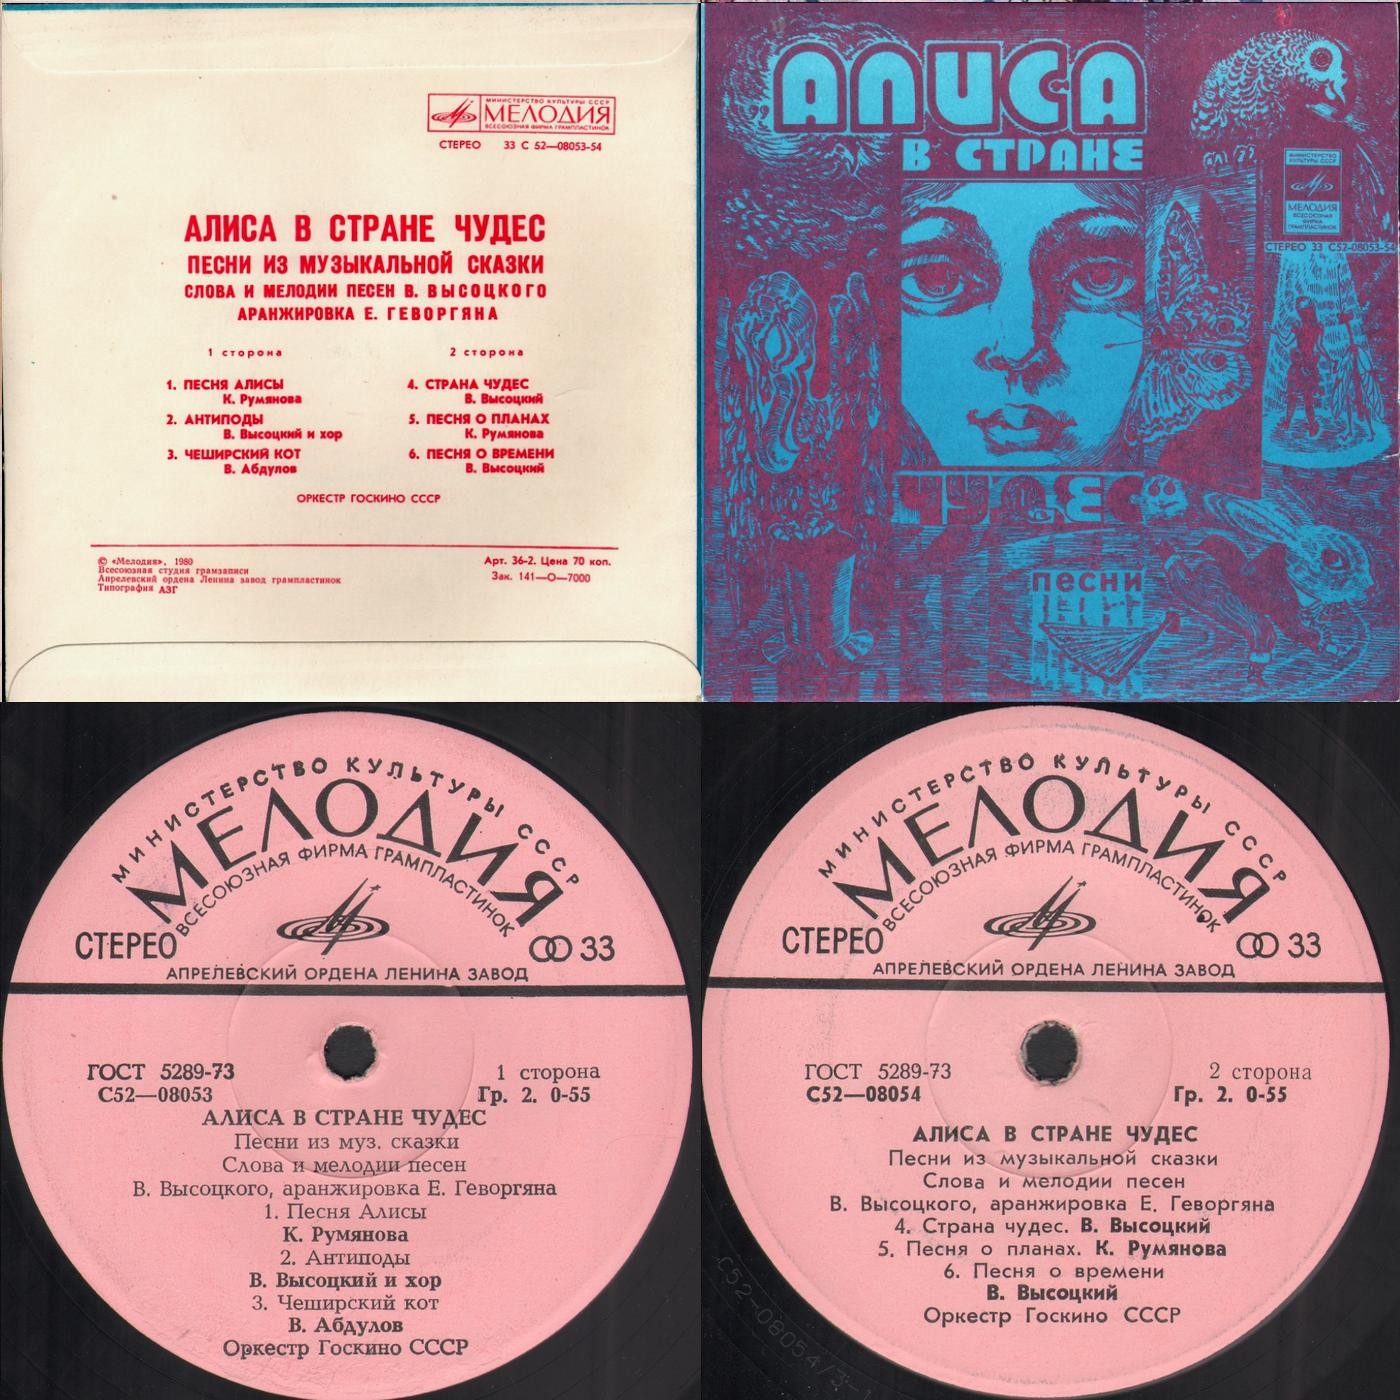 МИНИСТЕРСТВО КУЛЬТУРЫ СССР
МЕЛОДИЯ
ВСЕСОЮЗНАЯ ФИРМА ГРАМПЛАСТИНОК
СТЕРЕО 33 С 52—08053-54
АЛИСА В СТРАНЕ ЧУДЕС
ПЕСНИ ИЗ МУЗЫКАЛЬНОЙ СКАЗКИ
СЛОВА И МЕЛОДИИ ПЕСЕН В. ВЫСОЦКОГО
АРАНЖИРОВКА Е. ГЕВОРГЯНА
1 сторона
1. ПЕСНЯ АЛИСЫ
К. Румянова
2. АНТИПОДЫ
В. Высоцкий и хор
3. ЧЕШИРСКИЙ КОТ
В. Абдулов
2 сторона
4. СТРАНА ЧУДЕС
В. Высоцкий
5. ПЕСНЯ О ПЛАНАХ
К. Румянова
6. ПЕСНЯ О ВРЕМЕНИ
В. Высоцкий
ОРКЕСТР ГОСКИНО СССР
© «Мелодия», 1980
Всесоюзная студия грамзаписи
Апрелевский ордена Ленина завод грампластинок
Типография АЗГ
Арт. 36-2. Цена 70 коп.
Зак. 141—О—7000
„АЛИСА
В СТРАНЕ
ЧУДЕС
песни
МИНИСТЕРСТВО
КУЛЬТУРЫ СССР
МЕЛОДИЯ
ВСЕСОЮЗНАЯ
ФИРМА
ГРАМПЛАСТИНОК
СТЕРЕО 33 С52-08053-54
МИНИСТЕРСТВО КУЛЬТУРЫ СССР
МЕЛОДИЯ
ВСЕСОЮЗНАЯ ФИРМА ГРАМПЛАСТИНОК
СТЕРЕО 33
АПРЕЛЕВСКИЙ ОРДЕНА ЛЕНИНА ЗАВОД
ГОСТ 5289-73 1 сторона
С52—08053 Гр. 2. 0-55
АЛИСА В СТРАНЕ ЧУДЕС
Песни из муз. сказки
Слова и мелодии песен
В. Высоцкого, аранжировка Е. Геворгяна
1. Песня Алисы
К. Румянова
2. Антиподы
В. Высоцкий и хор
3. Чеширский кот
В. Абдулов
Оркестр Госкино СССР
МИНИСТЕРСТВО КУЛЬТУРЫ СССР
МЕЛОДИЯ
ВСЕСОЮЗНАЯ ФИРМА ГРАМПЛАСТИНОК
СТЕРЕО 33
АПРЕЛЕВСКИЙ ОРДЕНА ЛЕНИНА ЗАВОД
ГОСТ 5289-73 2 сторона
С52—08054 Гр. 2. 0-55
АЛИСА В СТРАНЕ ЧУДЕС
Песни из музыкальной сказки
Слова и мелодии песен
В. Высоцкого, аранжировка Е. Геворгяна
4. Страна чудес. В. Высоцкий
5. Песня о планах. К. Румянова
6. Песня о времени
В. Высоцкий
Оркестр Госкино СССР
С52-08054/3-1